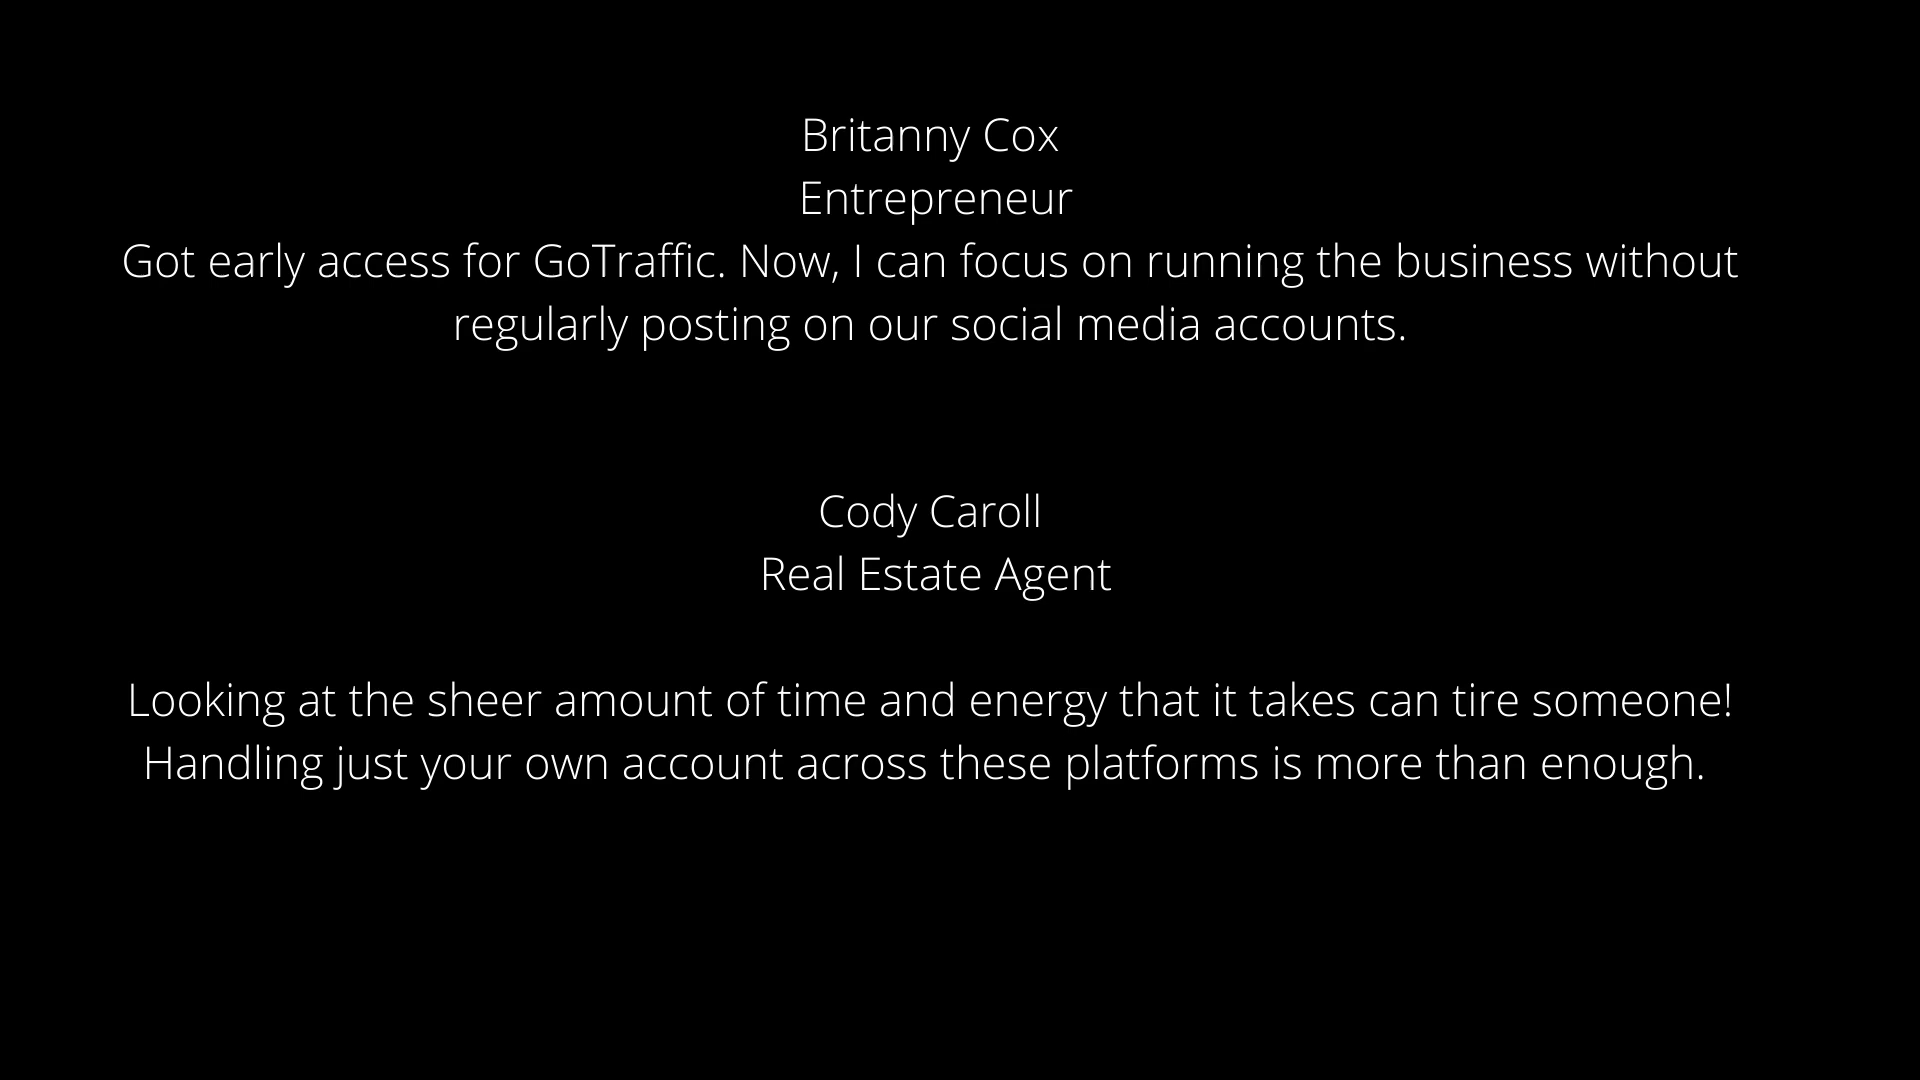 Britanny Cox
Entrepreneur
Got early access for GoTraffic. Now, I can focus on running the business without
regularly posting on our social media accounts.
Cody Caroll
Real Estate Agent
Looking at the sheer amount of time and energy that it takes can tire someone!
Handling just your own account across these platforms is more than enough.